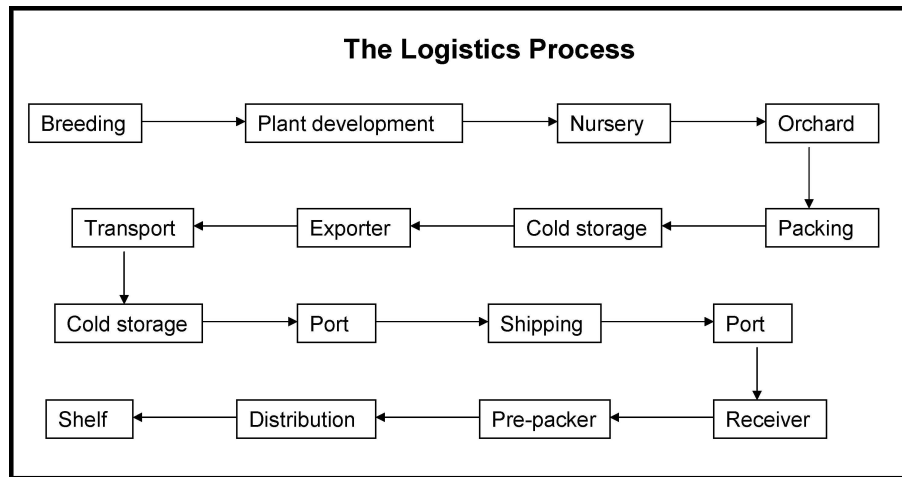 The Logistics Process
Breeding
Plant development
Nursery
Orchard
Packing
Cold storage
Exporter
Transport
Cold storage
Port
Shipping
Port
Receiver
Pre-packer
Distribution
Shelf